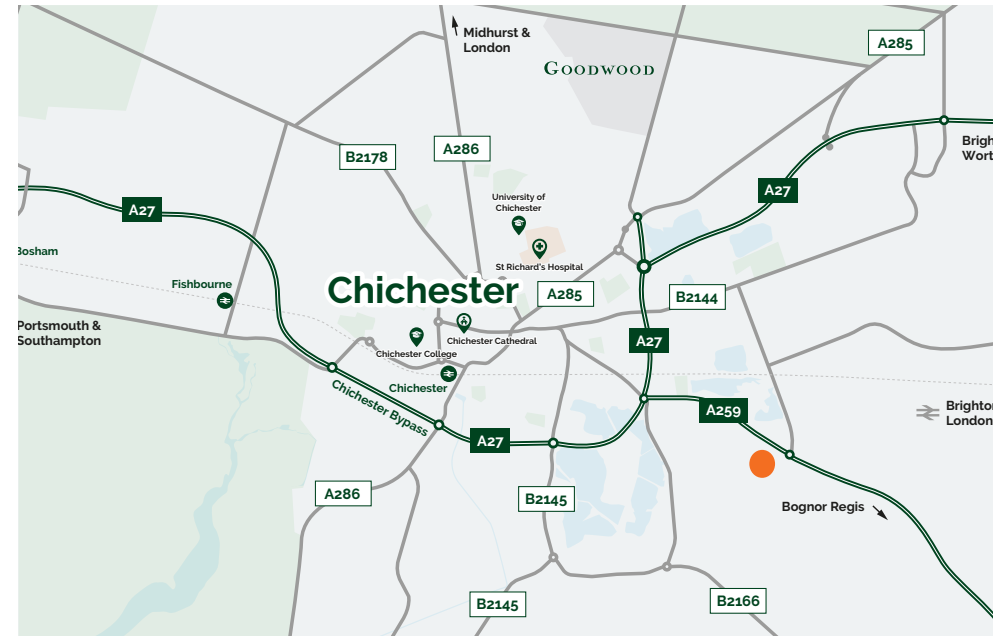 Midhurst &
London
GOODWOOD
A285
B2178
A286
Brigh
Wort
A27
A27
University of
Chichester
St Richard's Hospital
Bosham
Fishbourne
Chichester
A285
B2144
Portsmouth &
Southampton
Chichester Cathedral
A27
Chichester College
Chichester
Chichester Bypass
A259
Brighton
London
A27
A286
B2145
Bognor Regis
B2145
B2166